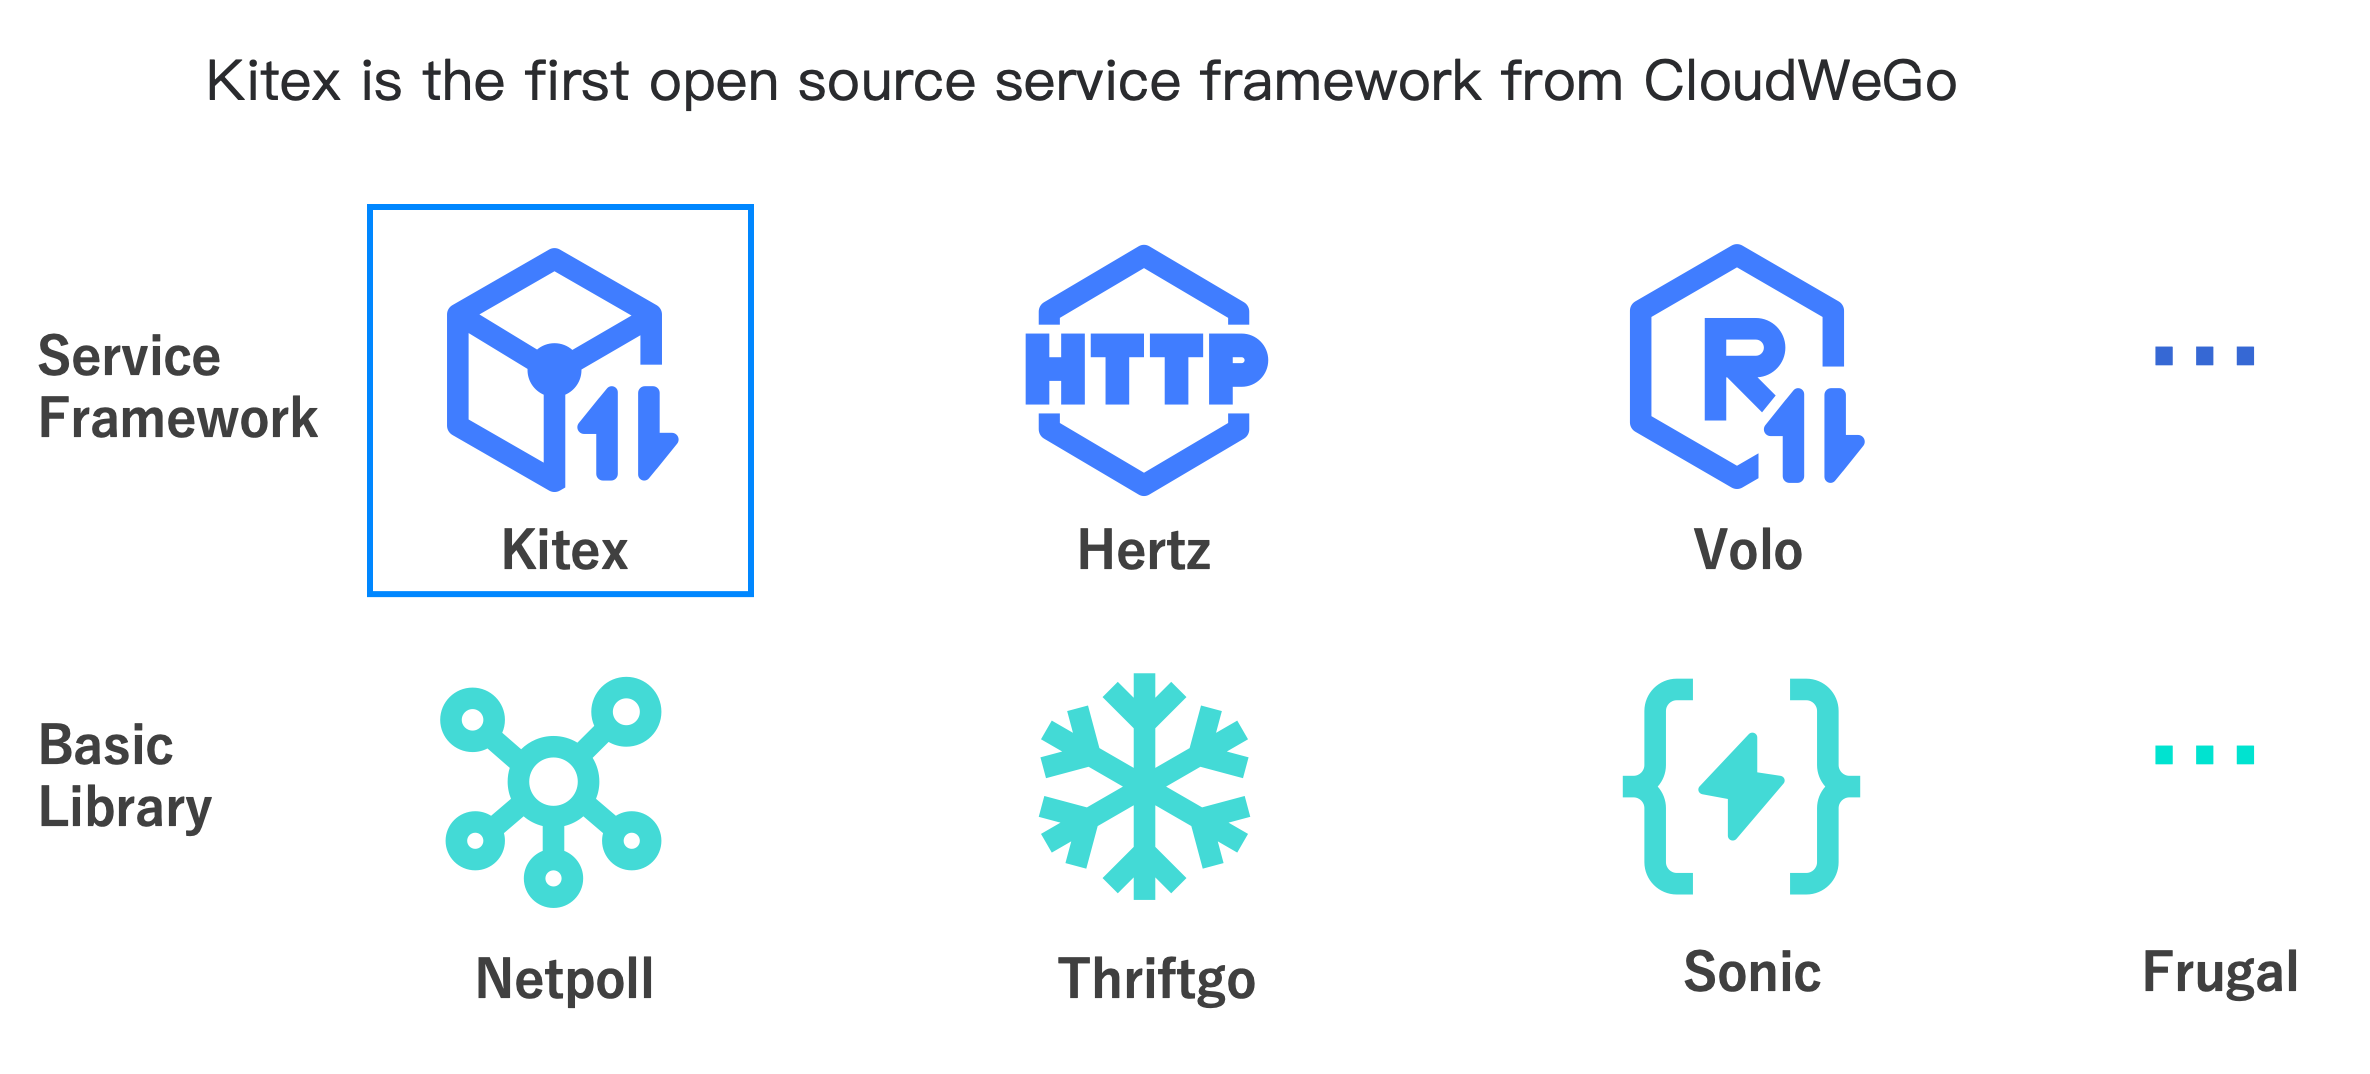 Kitex is the first open source service framework from CloudWeGo
Service
Framework
HTTP
R
Kitex
Hertz
Volo
Basic
Library
Netpoll
Thriftgo
Sonic
Frugal